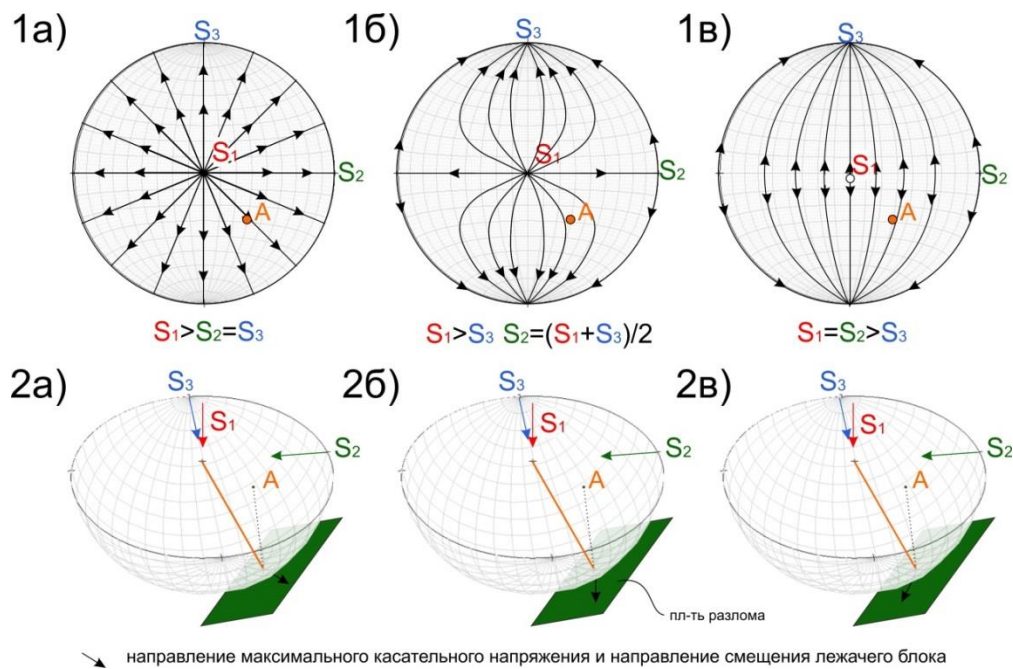 1а) 1б) 1в)
S₃ S₃ S₃
S₁ S₂ S₁ S₂ S₁ S₂
A A A
S₁>S₂=S₃ S₁>S₃ S₂=(S₁+S₃)/2 S₁=S₂>S₃
2а) 2б) 2в)
S₃ S₃ S₃
S₁ S₁ S₁
S₂ S₂ S₂
A A A
пл-ть разлома
направление максимального касательного напряжения и направление смещения лежачего блока